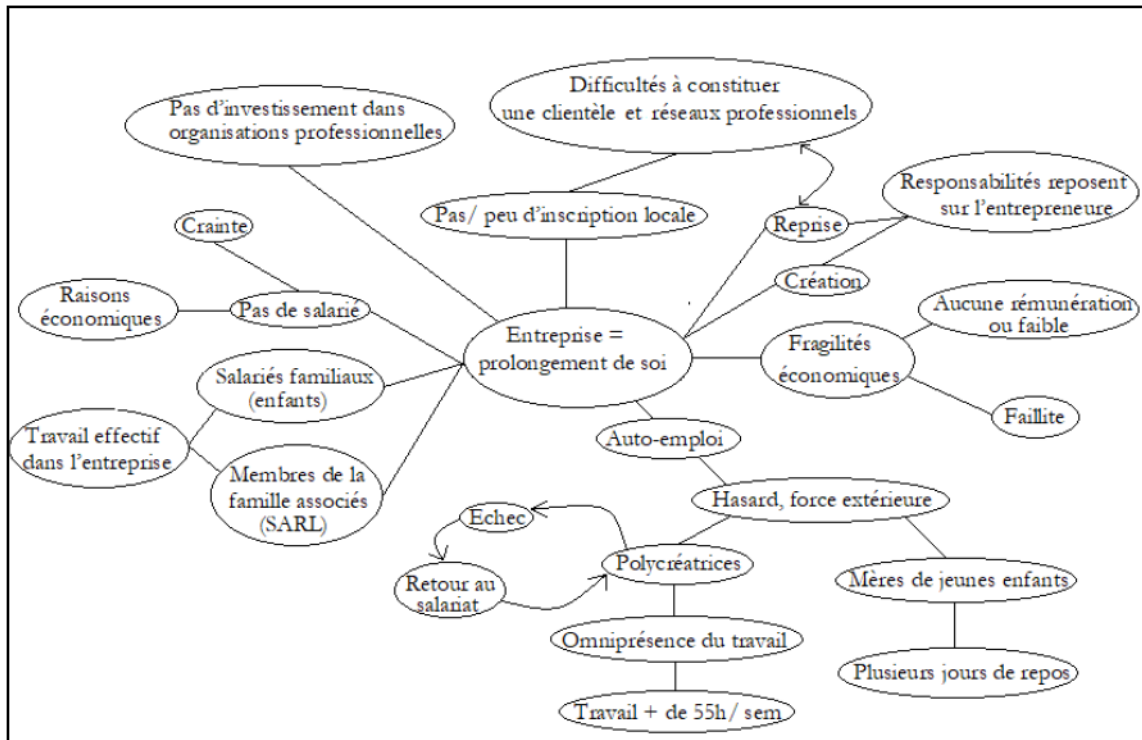 Difficultés à constituer
une clientèle et réseaux professionnels
Pas d'investissement dans
organisations professionnelles
Responsabilités reposent
sur l'entrepreneure
Pas/ peu d'inscription locale
Crainte
Reprise
Création
Raisons
économiques
Pas de salarié
Aucune rémunération
ou faible
Entreprise =
prolongement de soi
Fragilités
économiques
Salariés familiaux
(enfants)
Faillite
Travail effectif
dans l'entreprise
Auto-emploi
Membres de la
famille associés
(SARL)
Hasard, force extérieure
Echec
Polycréatrices
Retour au
salariat
Mères de jeunes enfants
Omniprésence du travail
Plusieurs jours de repos
Travail + de 55h/ sem